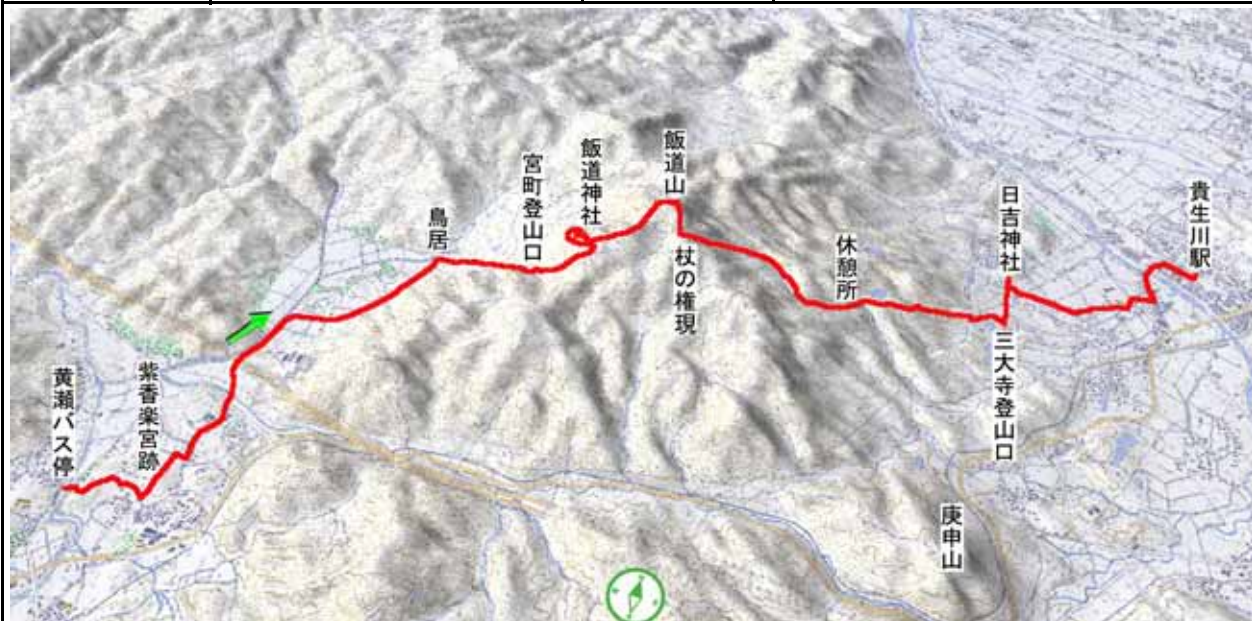 黄瀬バス停
紫香楽宮跡
鳥居
宮町登山口
飯道神社
飯道山
杖の権現
休憩所
日吉神社
三大寺登山口
貴生川駅
庚申山